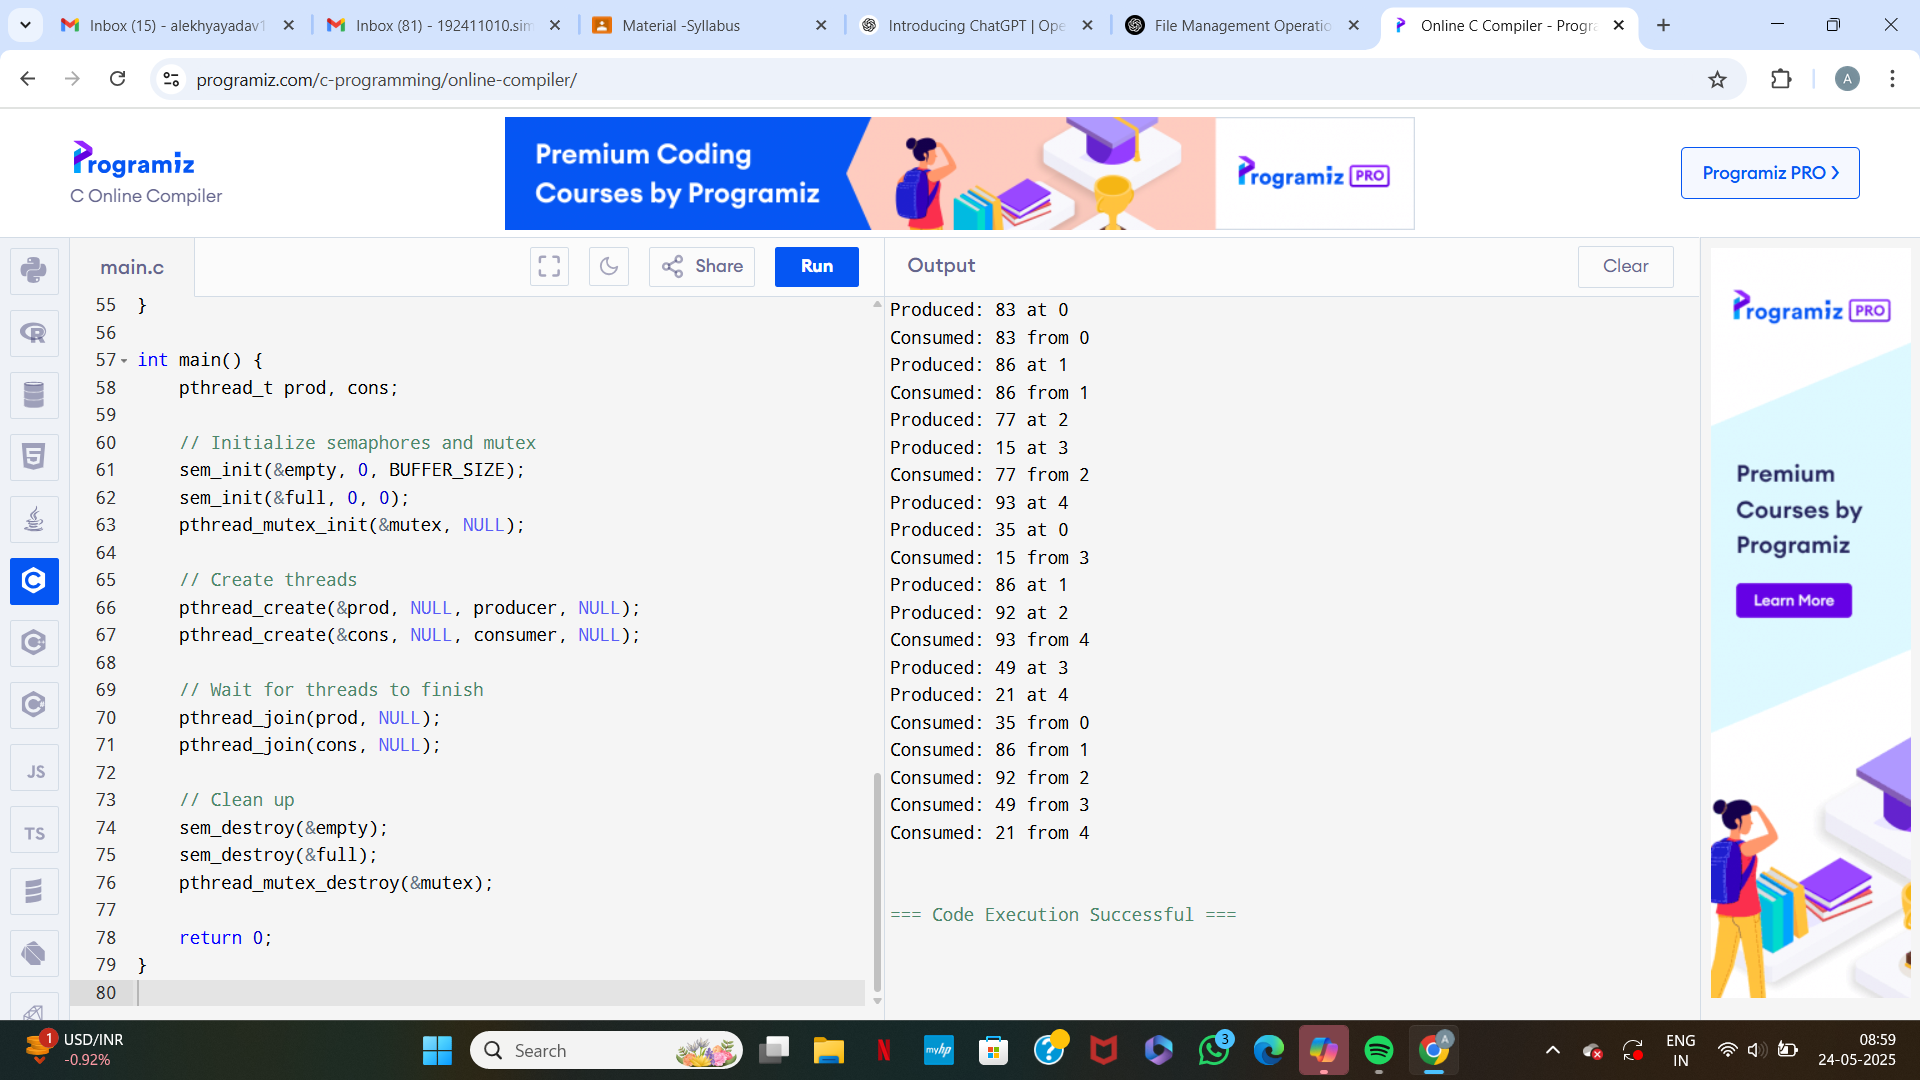 Inbox (15) - alekhyayadav1
Inbox (81) - 192411010.sim
Material -Syllabus
Introducing ChatGPT | Ope
File Management Operatio
Online C Compiler - Progra
programiz.com/c-programming/online-compiler/
A
Programiz
C Online Compiler
Premium Coding
Courses by Programiz
Programiz PRO
Programiz PRO ❯
main.c
Share
Run
Output
Clear
55 }
56
57 int main() {
58 pthread_t prod, cons;
59
60 // Initialize semaphores and mutex
61 sem_init(&empty, 0, BUFFER_SIZE);
62 sem_init(&full, 0, 0);
63 pthread_mutex_init(&mutex, NULL);
64
65 // Create threads
66 pthread_create(&prod, NULL, producer, NULL);
67 pthread_create(&cons, NULL, consumer, NULL);
68
69 // Wait for threads to finish
70 pthread_join(prod, NULL);
71 pthread_join(cons, NULL);
72
73 // Clean up
74 sem_destroy(&empty);
75 sem_destroy(&full);
76 pthread_mutex_destroy(&mutex);
77
78 return 0;
79 }
80
Produced: 83 at 0
Consumed: 83 from 0
Produced: 86 at 1
Consumed: 86 from 1
Produced: 77 at 2
Produced: 15 at 3
Consumed: 77 from 2
Produced: 93 at 4
Produced: 35 at 0
Consumed: 15 from 3
Produced: 86 at 1
Produced: 92 at 2
Consumed: 93 from 4
Produced: 49 at 3
Produced: 21 at 4
Consumed: 35 from 0
Consumed: 86 from 1
Consumed: 92 from 2
Consumed: 49 from 3
Consumed: 21 from 4
=== Code Execution Successful ===
Programiz PRO
Premium
Courses by
Programiz
Learn More
JS
TS
1
USD/INR
-0.92%
Search
myhp
3
A
ENG
IN
08:59
24-05-2025